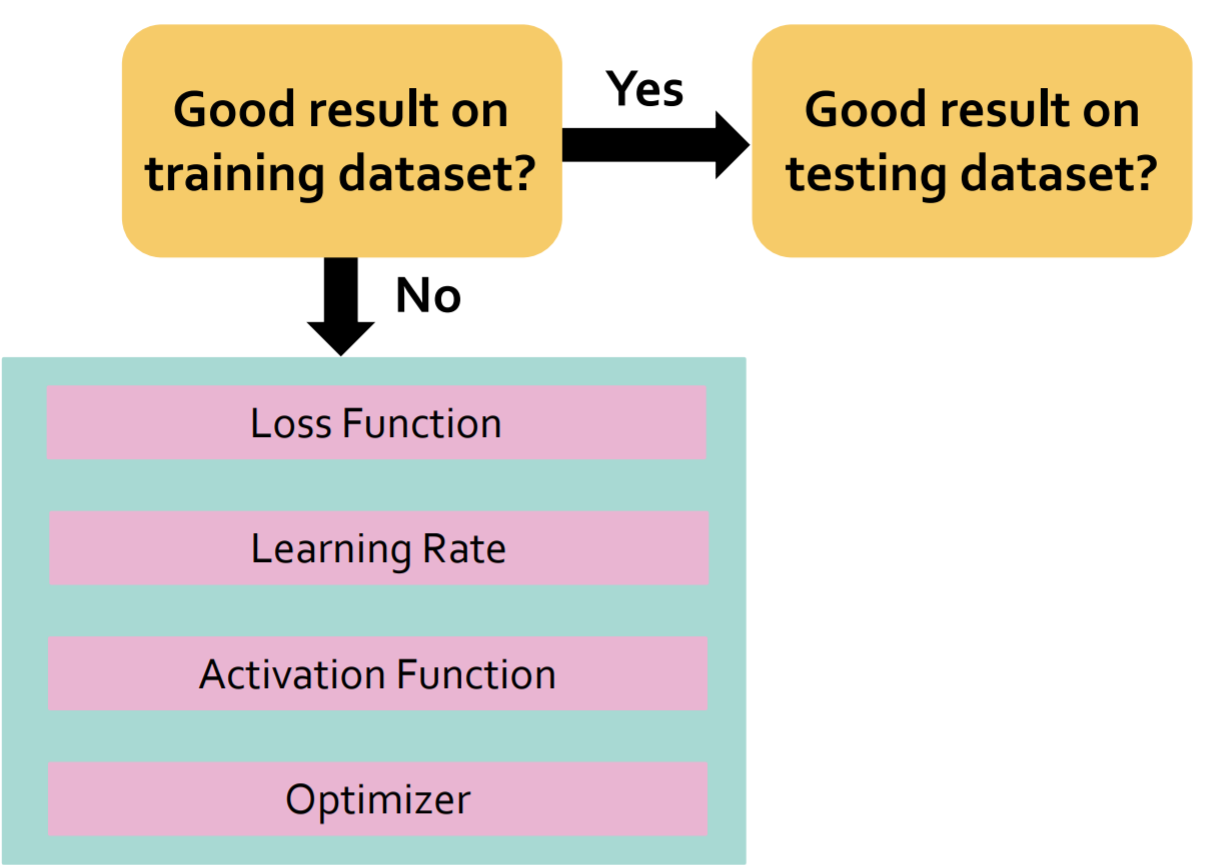 Good result on
training dataset?
Yes
Good result on
testing dataset?
No
Loss Function
Learning Rate
Activation Function
Optimizer